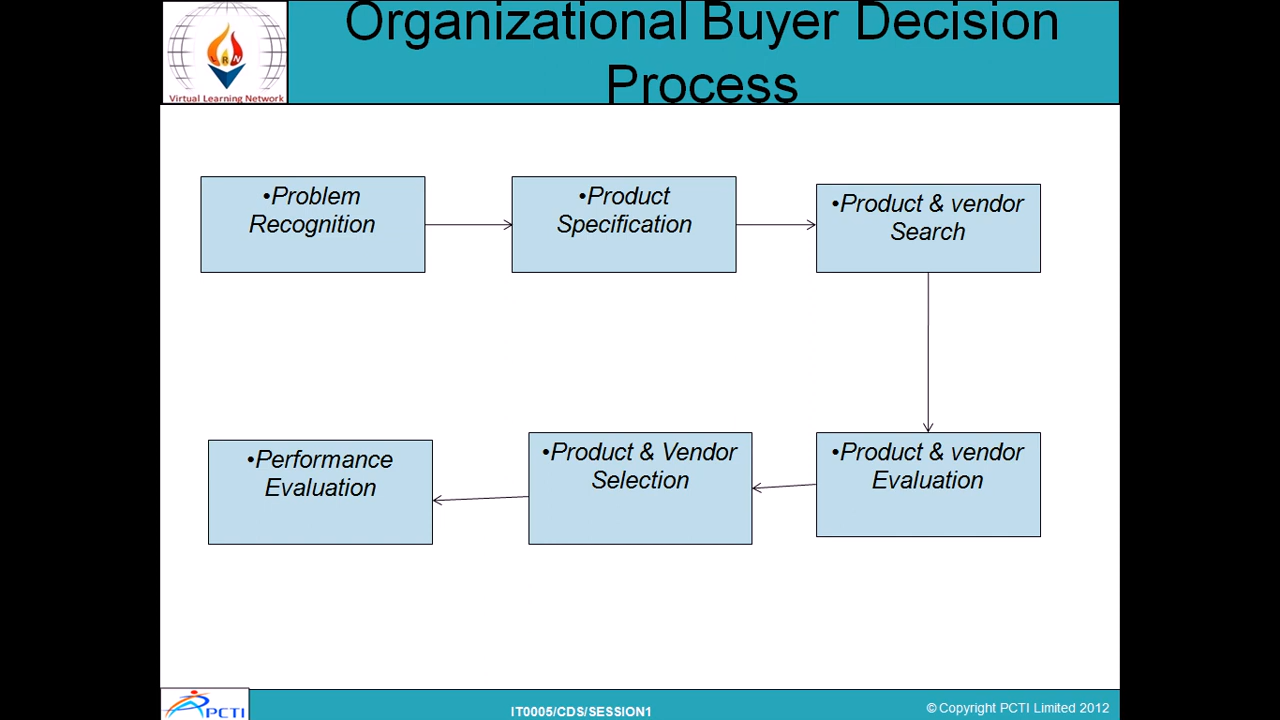 Organizational Buyer Decision
Process
VRN
Virtual Learning Network
•Problem
Recognition
•Product
Specification
•Product & vendor
Search
•Product & vendor
Evaluation
•Product & Vendor
Selection
•Performance
Evaluation
PCTI
IT0005/CDS/SESSION1
© Copyright PCTI Limited 2012